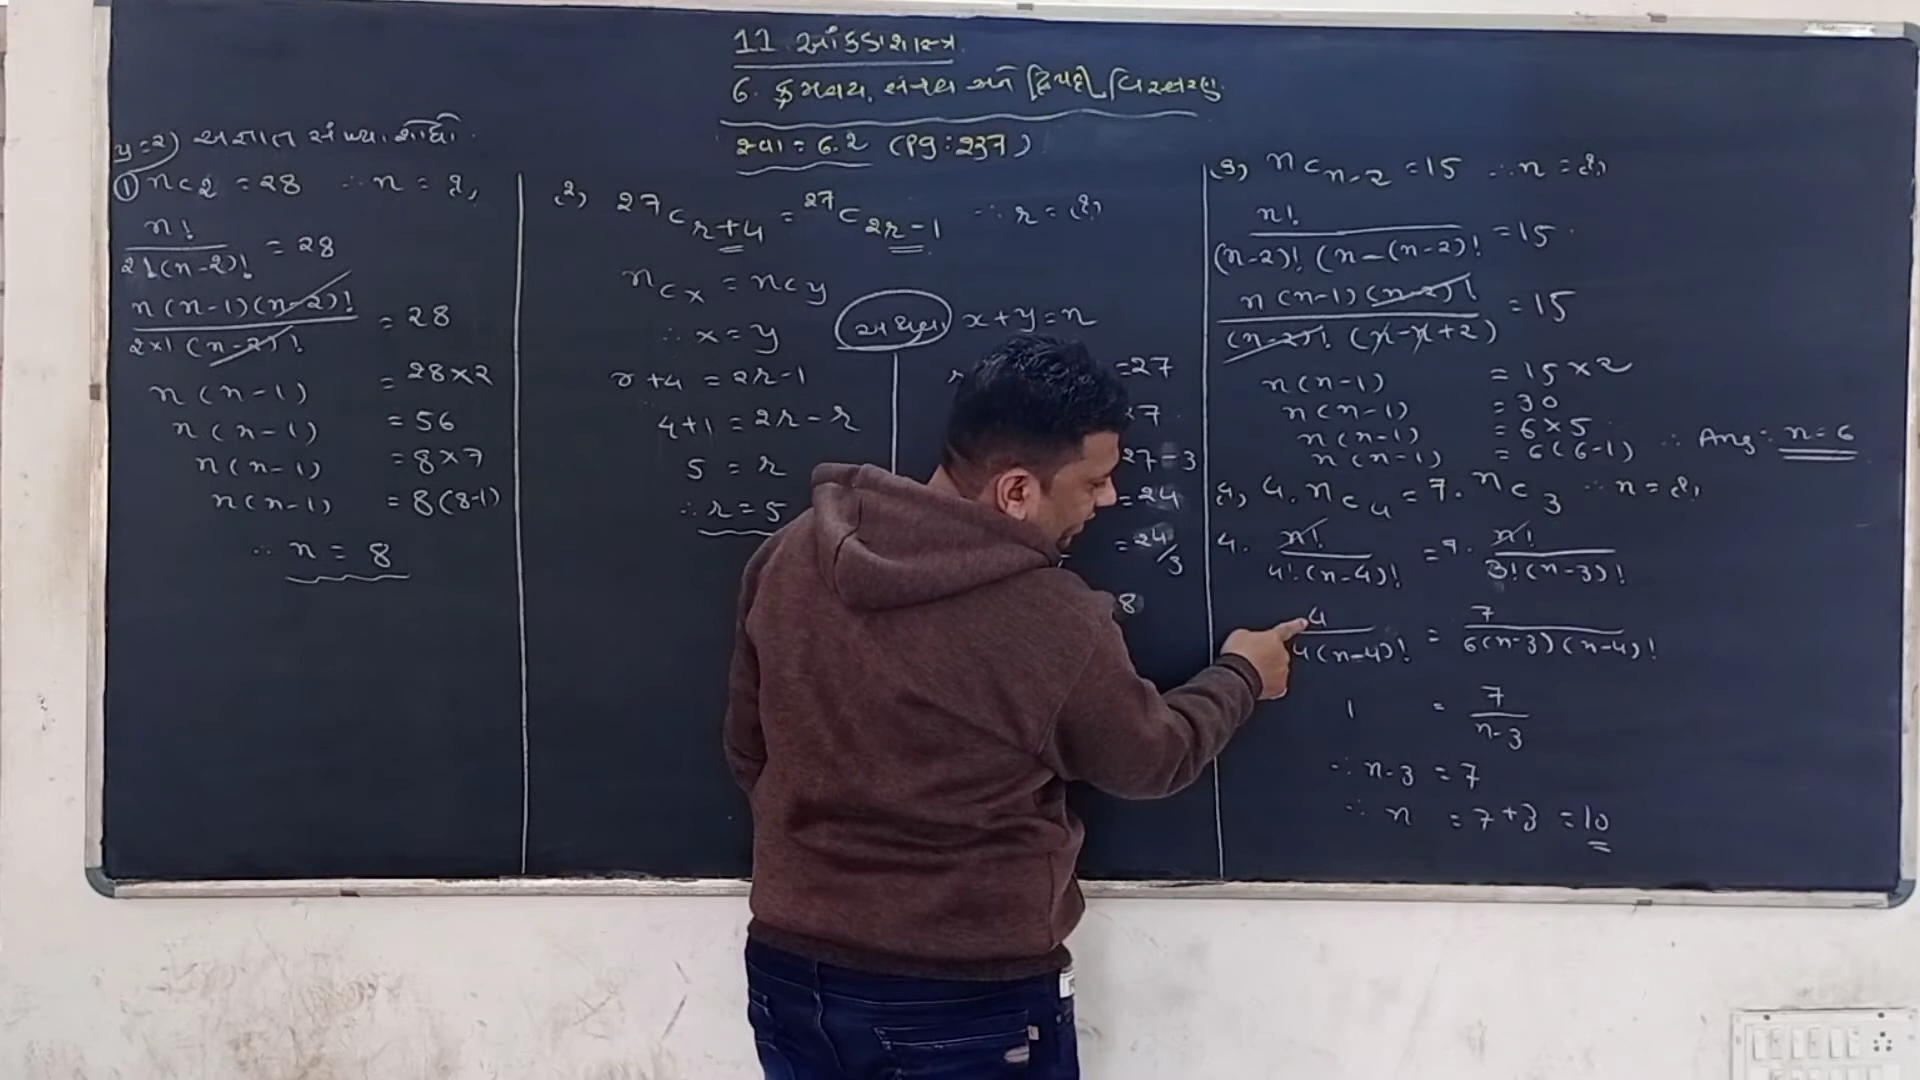 11. આંકડાશાસ્ત્ર.
6. ક્રમચય, સંચય અને દ્વિપદી વિસ્તરણ
સ્વા = 6.2 (Pg: 237)
પ્ર=2) અજ્ઞાત સંખ્યા શોધો.
① nC2 = 28 ∴ n = ?,
n! / 2!(n-2)! = 28
n(n-1)(n-2)! / 2×1(n-2)! = 28
n(n-1) = 28×2
n(n-1) = 56
n(n-1) = 8×7
n(n-1) = 8(8-1)
∴ n = 8
2) 27Cr+4 = 27C2r-1 ∴ r = ?
nCx = nCy
∴ x = y અથવા x+y=n
r+4 = 2r-1
4+1 = 2r-r
5 = r
∴ r = 5
=27
27-3
=24
=24/3
8
3) nCn-2 = 15 ∴ n = ?
n! / (n-2)! (n-(n-2)! = 15
n(n-1)(n-2)! / (n-2)! (n-n+2) = 15
n(n-1) = 15×2
n(n-1) = 30
n(n-1) = 6×5
n(n-1) = 6(6-1) ∴ Ans: n=6
4. nC4 = 7. nC3 ∴ n = ?
4. n! / 4!(n-4)! = 7. n! / 3!(n-3)!
4 / 4(n-4)! = 7 / 6(n-3)(n-4)!
1 = 7 / n-3
∴ n-3 = 7
∴ n = 7+3 = 10